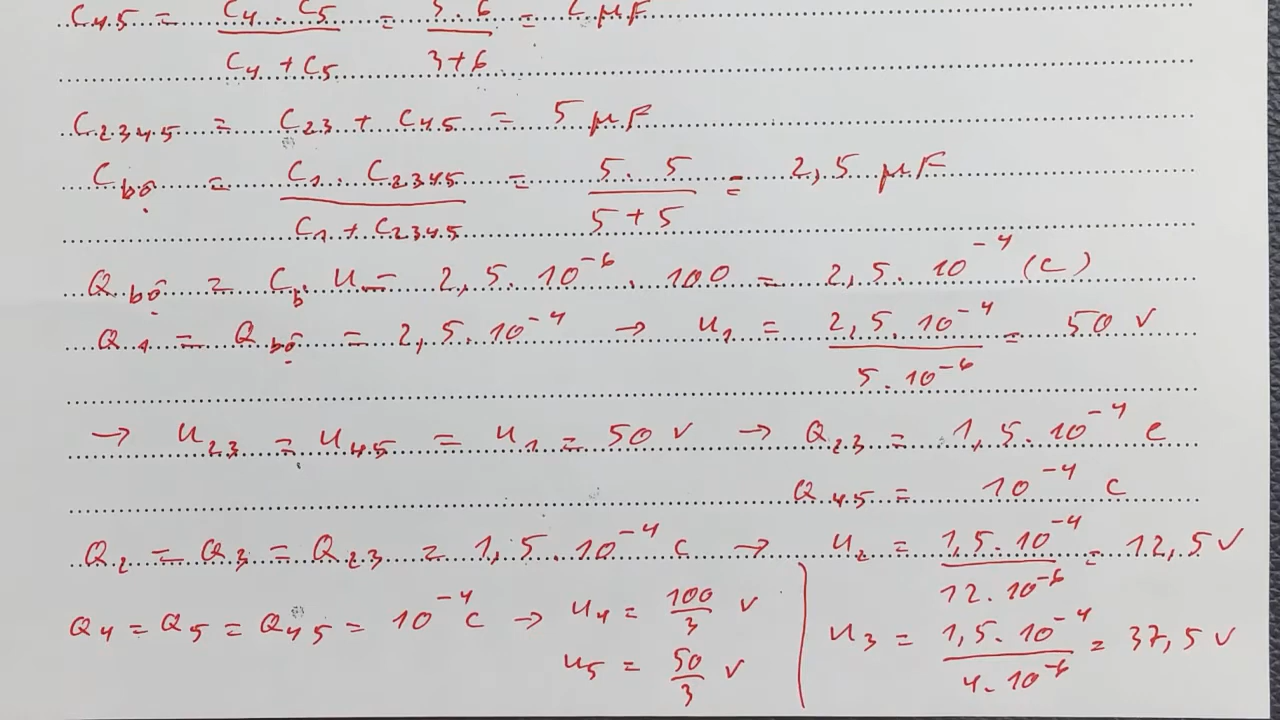 C₄₅ = C₄ . C₅ / C₄ + C₅ = 3 . 6 / 3 + 6 = 2 μF
C₂₃₄₅ = C₂₃ + C₄₅ = 5 μF
C_bộ = C₁ . C₂₃₄₅ / C₁ + C₂₃₄₅ = 5 . 5 / 5 + 5 = 2,5 μF
Q_bộ = C_b . U = 2,5 . 10⁻⁶ . 100 = 2,5 . 10⁻⁴ (C)
Q₁ = Q_bộ = 2,5 . 10⁻⁴ → U₁ = 2,5 . 10⁻⁴ / 5 . 10⁻⁶ = 50 V
→ U₂₃ = U₄₅ = U₁ = 50 V → Q₂₃ = 1,5 . 10⁻⁴ C
Q₄₅ = 10⁻⁴ C
Q₂ = Q₃ = Q₂₃ = 1,5 . 10⁻⁴ C → U₂ = 1,5 . 10⁻⁴ / 12 . 10⁻⁶ = 12,5 V
Q₄ = Q₅ = Q₄₅ = 10⁻⁴ C → U₄ = 100 / 3 V
U₅ = 50 / 3 V
U₃ = 1,5 . 10⁻⁴ / 4 . 10⁻⁶ = 37,5 V